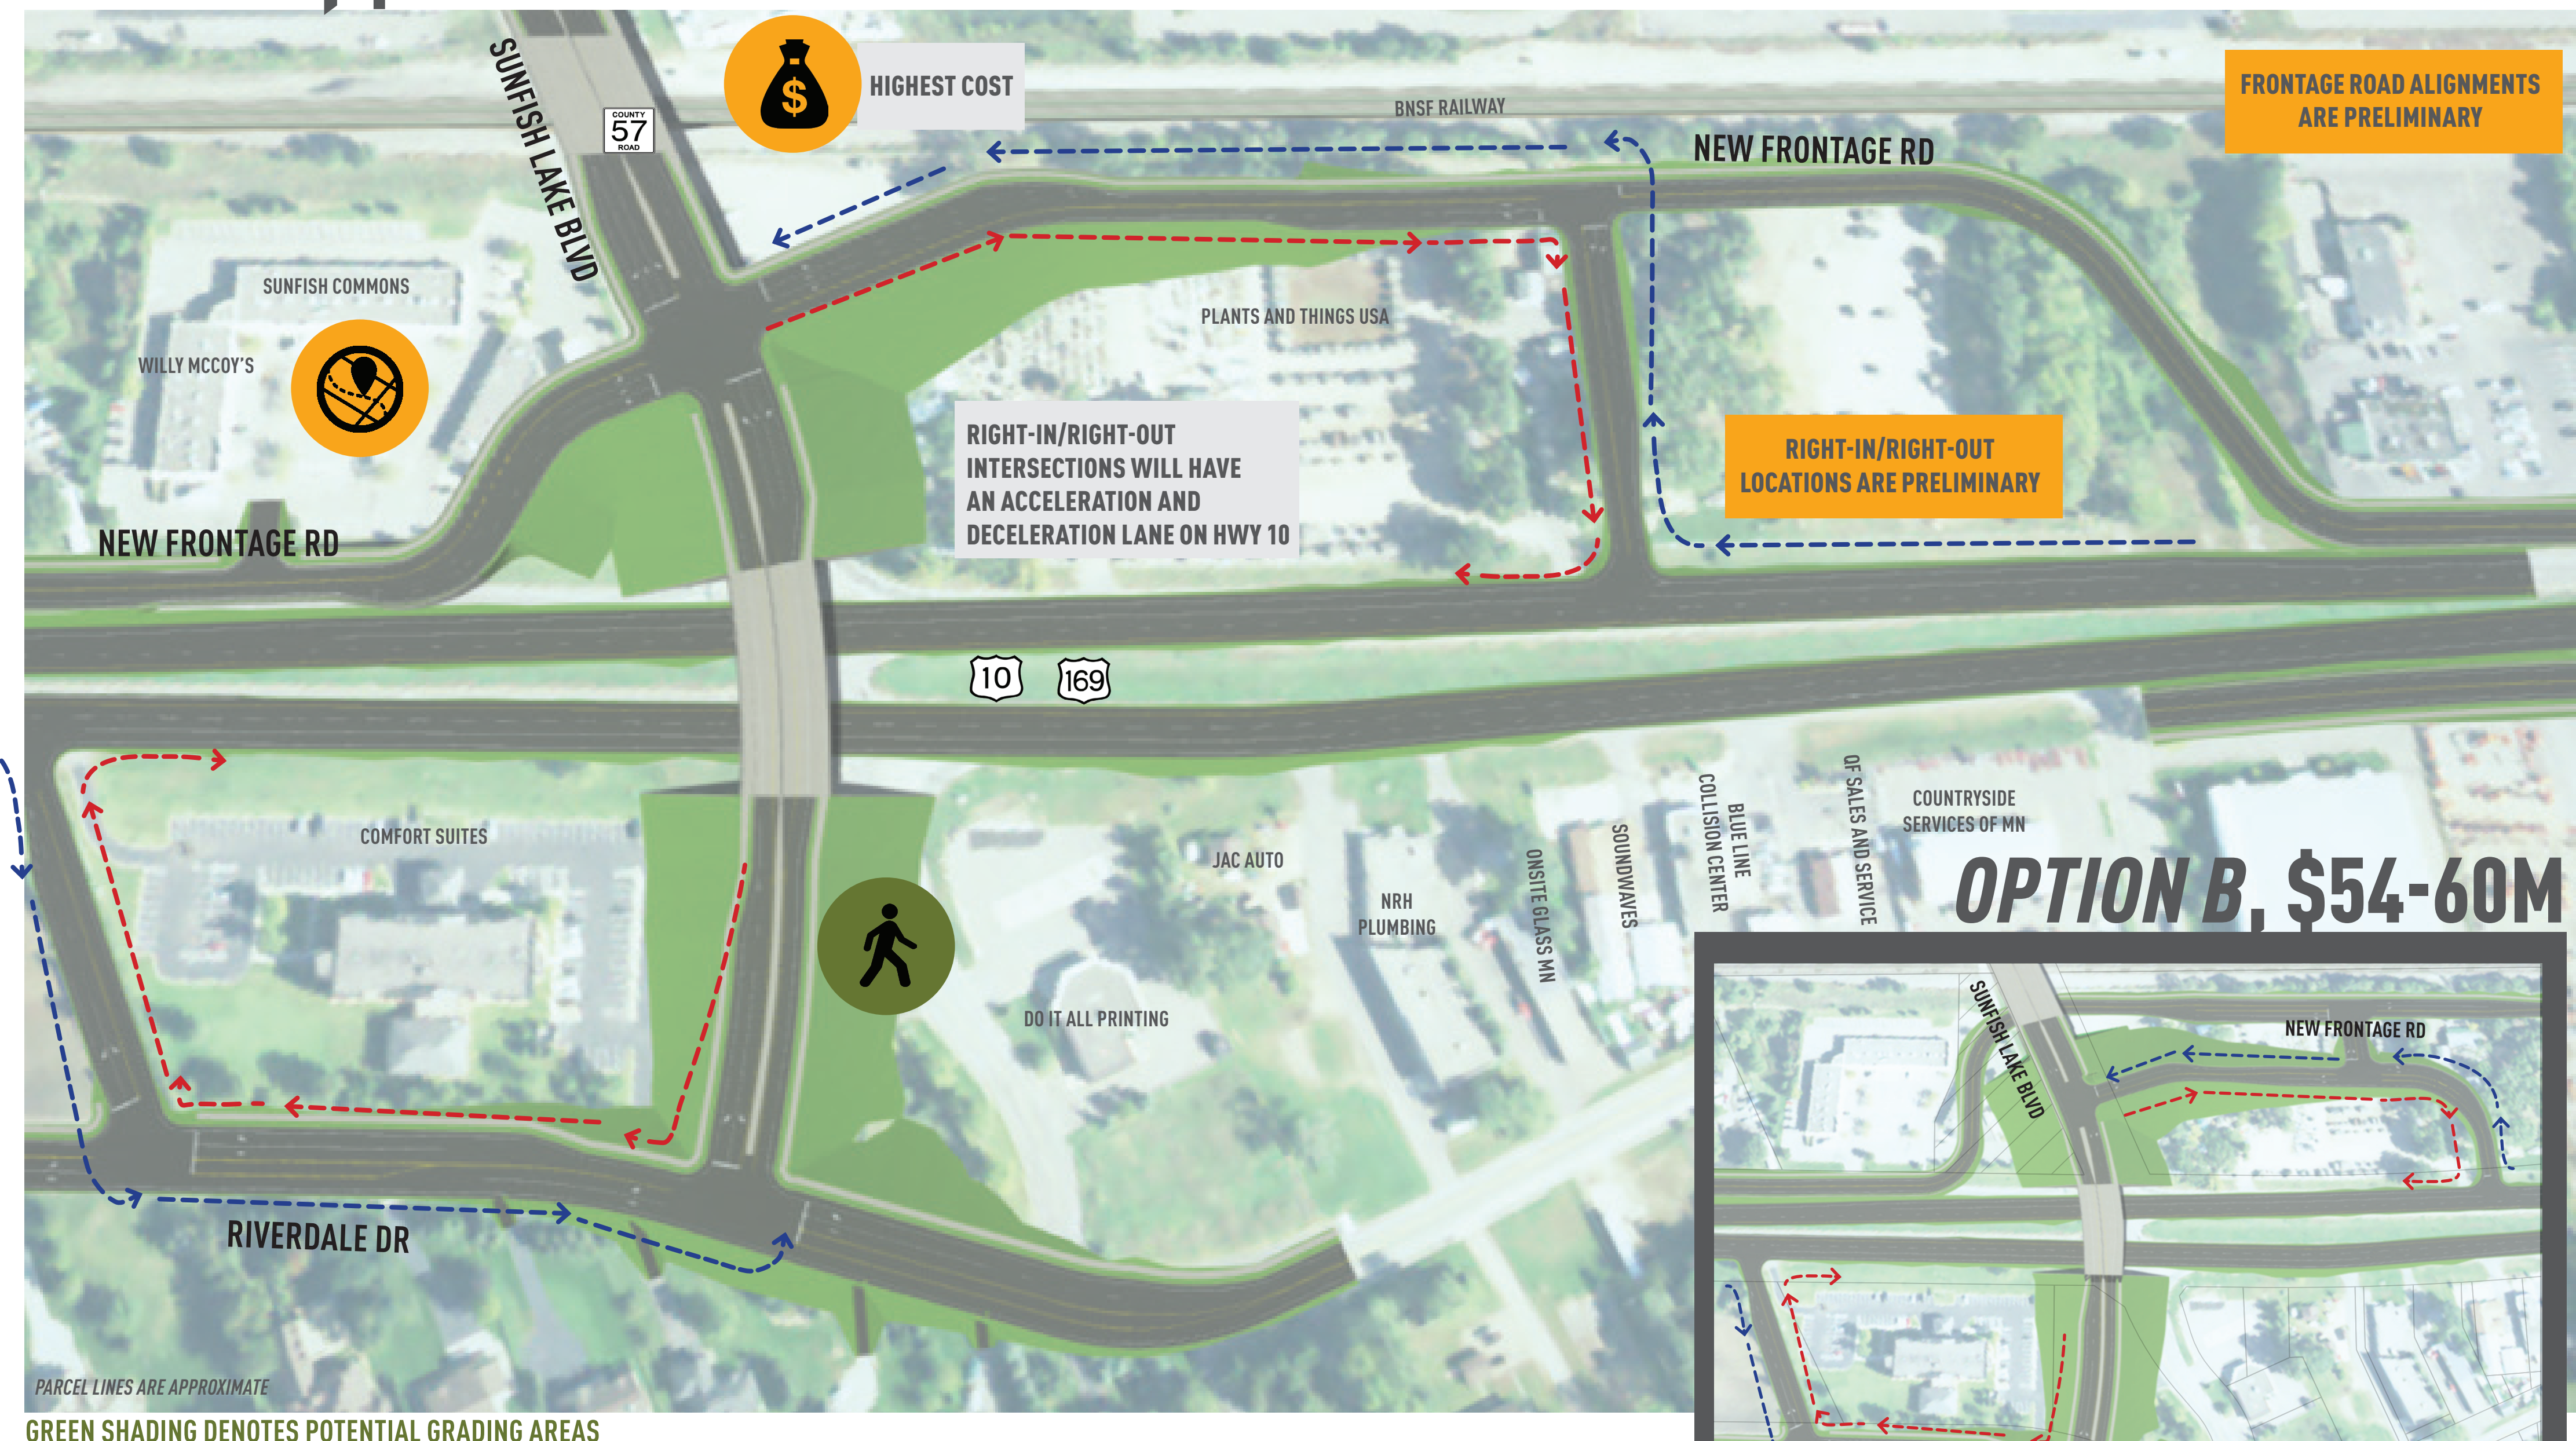 SUNFISH LAKE BLVD
COUNTY
57
ROAD
$
HIGHEST COST
BNSF RAILWAY
NEW FRONTAGE RD
FRONTAGE ROAD ALIGNMENTS
ARE PRELIMINARY
SUNFISH COMMONS
WILLY MCCOY'S
PLANTS AND THINGS USA
RIGHT-IN/RIGHT-OUT
INTERSECTIONS WILL HAVE
AN ACCELERATION AND
DECELERATION LANE ON HWY 10
RIGHT-IN/RIGHT-OUT
LOCATIONS ARE PRELIMINARY
NEW FRONTAGE RD
10
169
COMFORT SUITES
JAC AUTO
NRH
PLUMBING
ONSITE GLASS MN
SOUNDWAVES
BLUE LINE
COLLISION CENTER
QF SALES AND SERVICE
COUNTRYSIDE
SERVICES OF MN
DO IT ALL PRINTING
OPTION B, $54-60M
SUNFISH LAKE BLVD
NEW FRONTAGE RD
RIVERDALE DR
PARCEL LINES ARE APPROXIMATE
GREEN SHADING DENOTES POTENTIAL GRADING AREAS